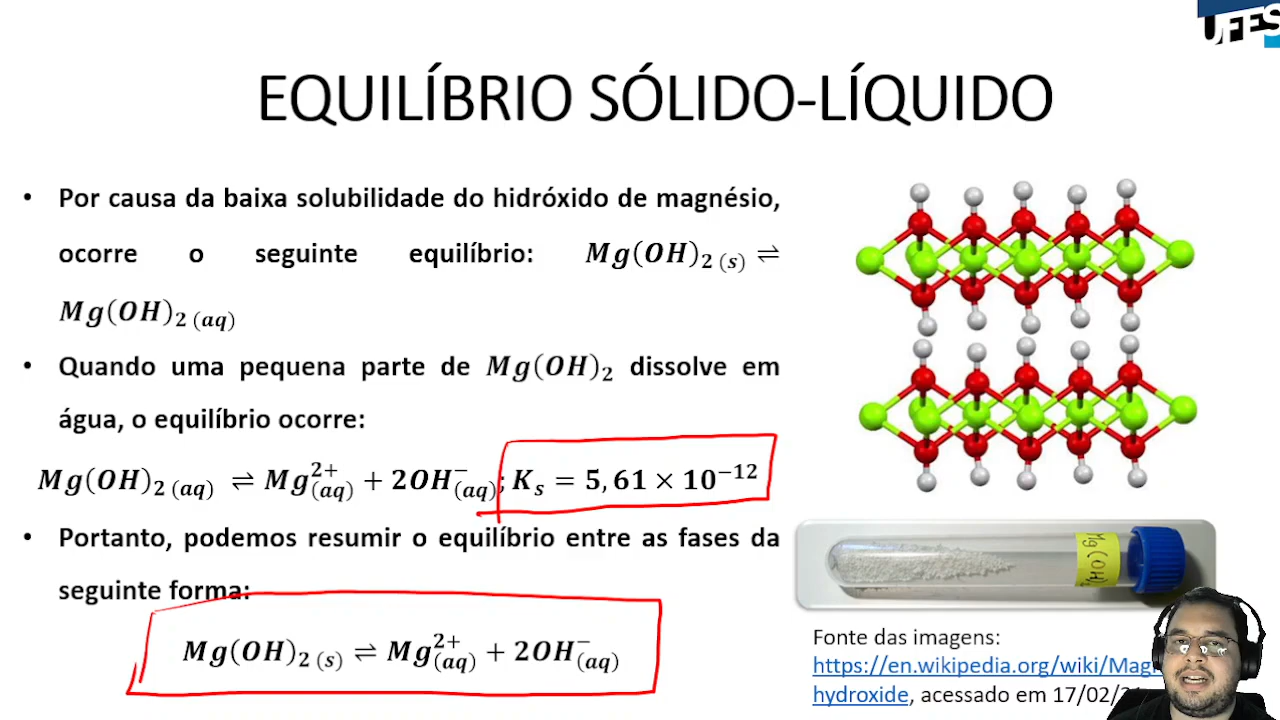 UFES
EQUILÍBRIO SÓLIDO-LÍQUIDO
• Por causa da baixa solubilidade do hidróxido de magnésio,
ocorre o seguinte equilíbrio: Mg(OH)₂ (s) ⇌
Mg(OH)₂ (aq)
• Quando uma pequena parte de Mg(OH)₂ dissolve em
água, o equilíbrio ocorre:
Mg(OH)₂ (aq) ⇌ Mg²⁺(aq) + 2OH⁻(aq); Kₛ = 5,61 × 10⁻¹²
• Portanto, podemos resumir o equilíbrio entre as fases da
seguinte forma:
Mg(OH)₂ (s) ⇌ Mg²⁺(aq) + 2OH⁻(aq)
Mg(OH)₂
Fonte das imagens:
https://en.wikipedia.org/wiki/Mag
hydroxide, acessado em 17/02/